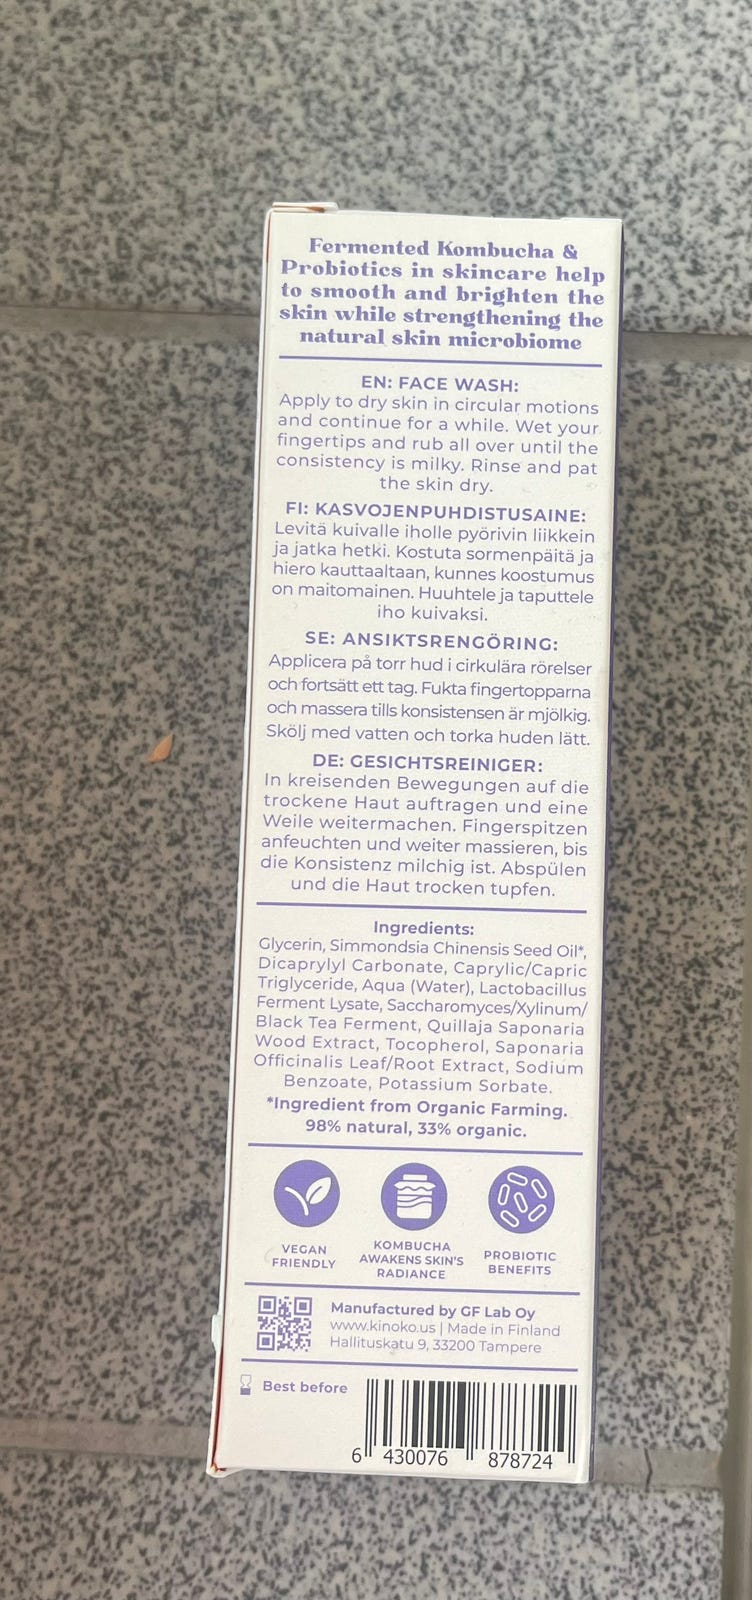 Fermented Kombucha &
Probiotics in skincare help
to smooth and brighten the
skin while strengthening the
natural skin microbiome
EN: FACE WASH:
Apply to dry skin in circular motions
and continue for a while. Wet your
fingertips and rub all over until the
consistency is milky. Rinse and pat
the skin dry.
FI: KASVOJENPUHDISTUSAINE:
Levitä kuivalle iholle pyörivin liikkein
ja jatka hetki. Kostuta sormenpäitä ja
hiero kauttaaltaan, kunnes koostumus
on maitomainen. Huuhtele ja taputtele
iho kuivaksi.
SE: ANSIKTSRENGÖRING:
Applicera på torr hud i cirkulära rörelser
och fortsätt ett tag. Fukta fingertopparna
och massera tills konsistensen är mjölkig.
Skölj med vatten och torka huden lätt.
DE: GESICHTSREINIGER:
In kreisenden Bewegungen auf die
trockene Haut auftragen und eine
Weile weitermachen. Fingerspitzen
anfeuchten und weiter massieren, bis
die Konsistenz milchig ist. Abspülen
und die Haut trocken tupfen.
Ingredients:
Glycerin, Simmondsia Chinensis Seed Oil*,
Dicaprylyl Carbonate, Caprylic/Capric
Triglyceride, Aqua (Water), Lactobacillus
Ferment Lysate, Saccharomyces/Xylinum/
Black Tea Ferment, Quillaja Saponaria
Wood Extract, Tocopherol, Saponaria
Officinalis Leaf/Root Extract, Sodium
Benzoate, Potassium Sorbate.
*Ingredient from Organic Farming.
98% natural, 33% organic.
VEGAN
FRIENDLY
KOMBUCHA
AWAKENS SKIN'S
RADIANCE
PROBIOTIC
BENEFITS
Manufactured by GF Lab Oy
www.kinoko.us | Made in Finland
Hallituskatu 9, 33200 Tampere
Best before
6 430076 878724